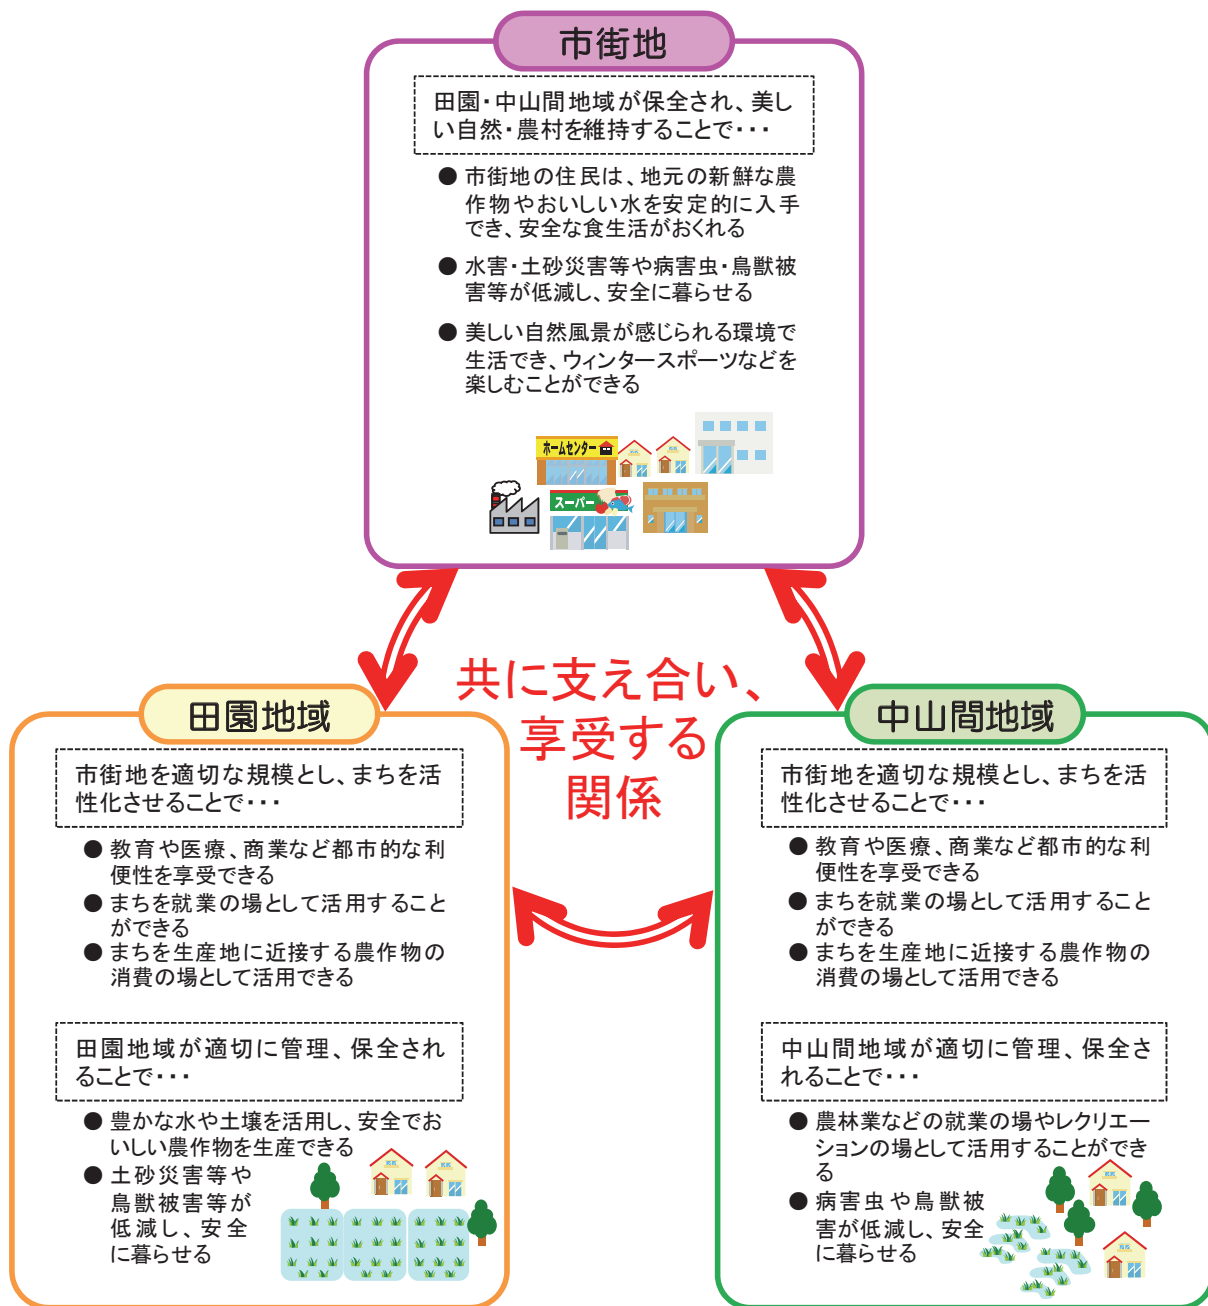 市街地
田園・中山間地域が保全され、美し
い自然・農村を維持することで・・・
● 市街地の住民は、地元の新鮮な農
作物やおいしい水を安定的に入手
でき、安全な食生活がおくれる
● 水害・土砂災害等や病害虫・鳥獣被
害等が低減し、安全に暮らせる
● 美しい自然風景が感じられる環境で
生活でき、ウィンタースポーツなどを
楽しむことができる
ホームセンター
スーパー
共に支え合い、
享受する
関係
田園地域
市街地を適切な規模とし、まちを活
性化させることで・・・
● 教育や医療、商業など都市的な利
便性を享受できる
● まちを就業の場として活用すること
ができる
● まちを生産地に近接する農作物の
消費の場として活用できる
田園地域が適切に管理、保全され
ることで・・・
● 豊かな水や土壌を活用し、安全でお
いしい農作物を生産できる
● 土砂災害等や
鳥獣被害等が
低減し、安全
に暮らせる
中山間地域
市街地を適切な規模とし、まちを活
性化させることで・・・
● 教育や医療、商業など都市的な利
便性を享受できる
● まちを就業の場として活用すること
ができる
● まちを生産地に近接する農作物の
消費の場として活用できる
中山間地域が適切に管理、保全さ
れることで・・・
● 農林業などの就業の場やレクリエー
ションの場として活用することができ
る
● 病害虫や鳥獣被
害が低減し、安全
に暮らせる